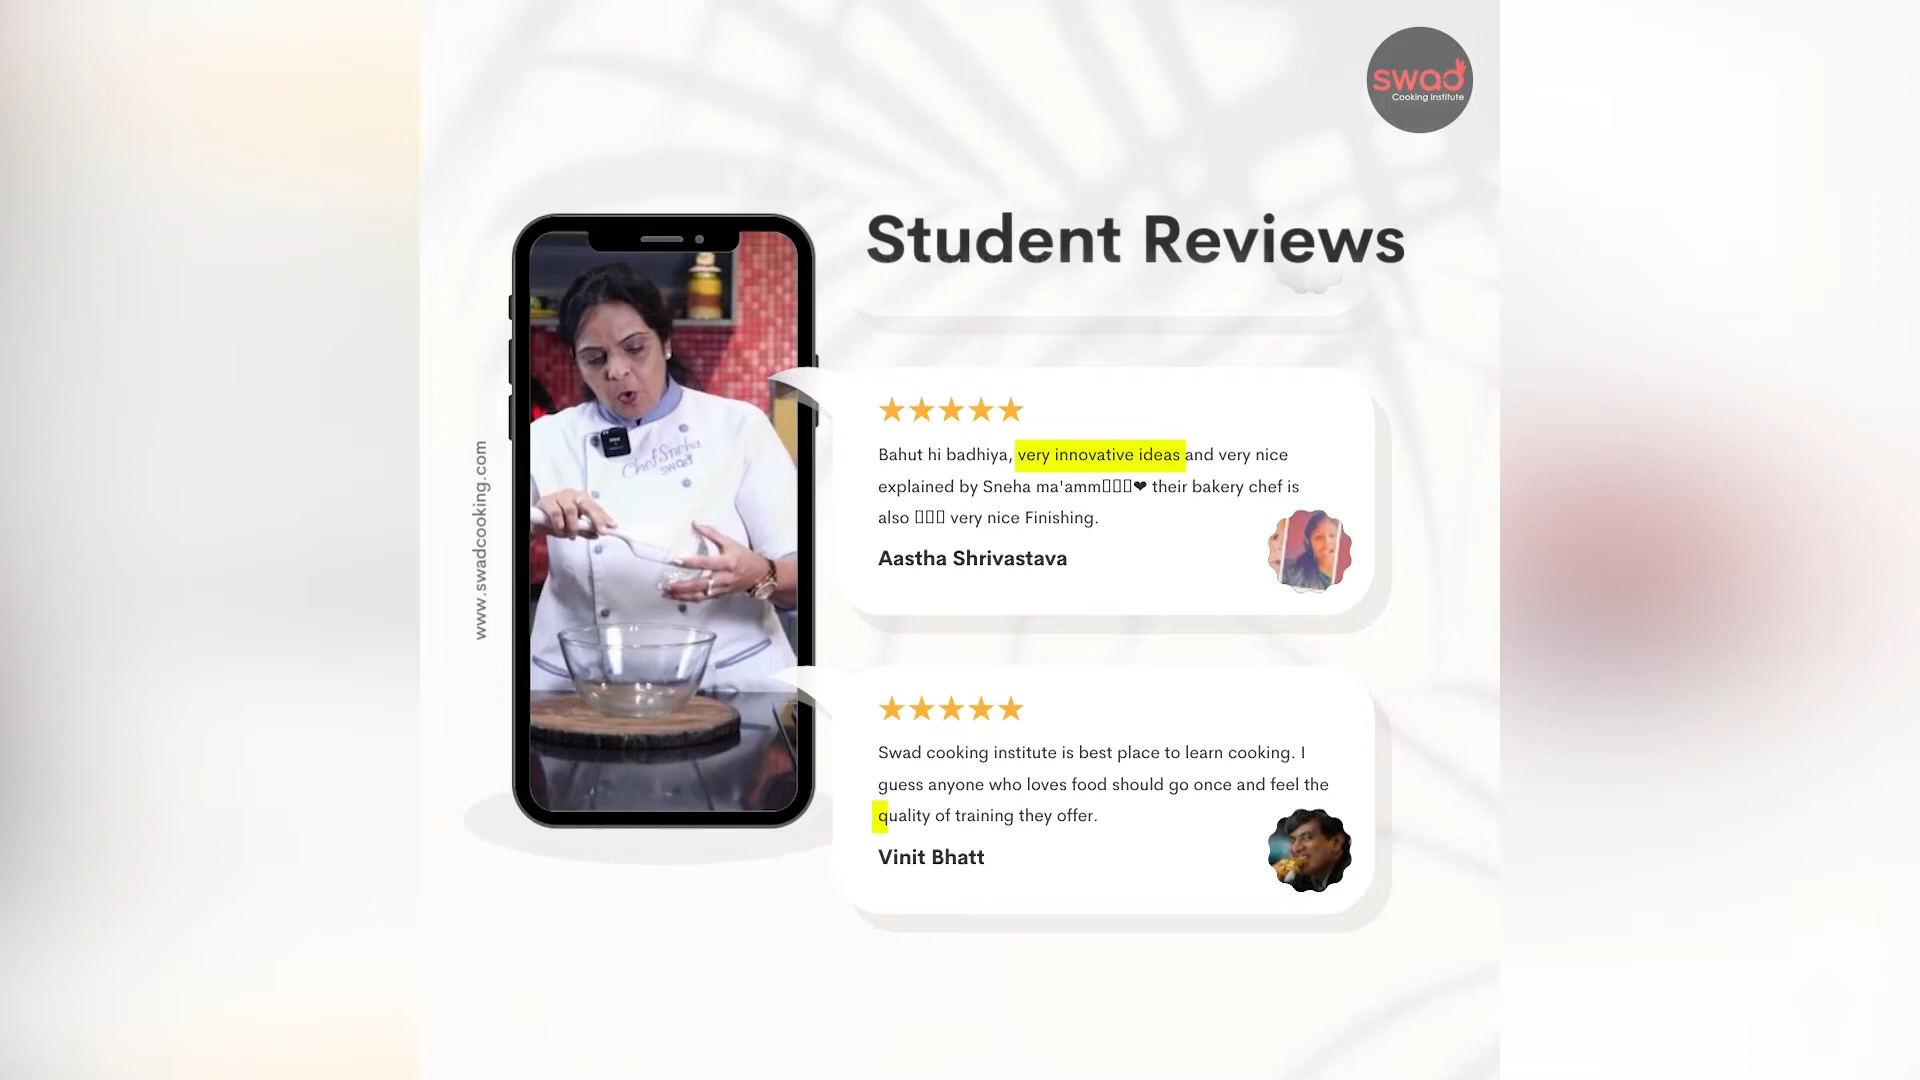 swad
Cooking Institute
Student Reviews
Bahut hi badhiya, very innovative ideas and very nice
explained by Sneha ma'amm▯▯▯❤ their bakery chef is
also ▯▯▯ very nice Finishing.
Aastha Shrivastava
Swad cooking institute is best place to learn cooking. I
guess anyone who loves food should go once and feel the
quality of training they offer.
Vinit Bhatt
www.swadcooking.com
Chef Sneha
swad